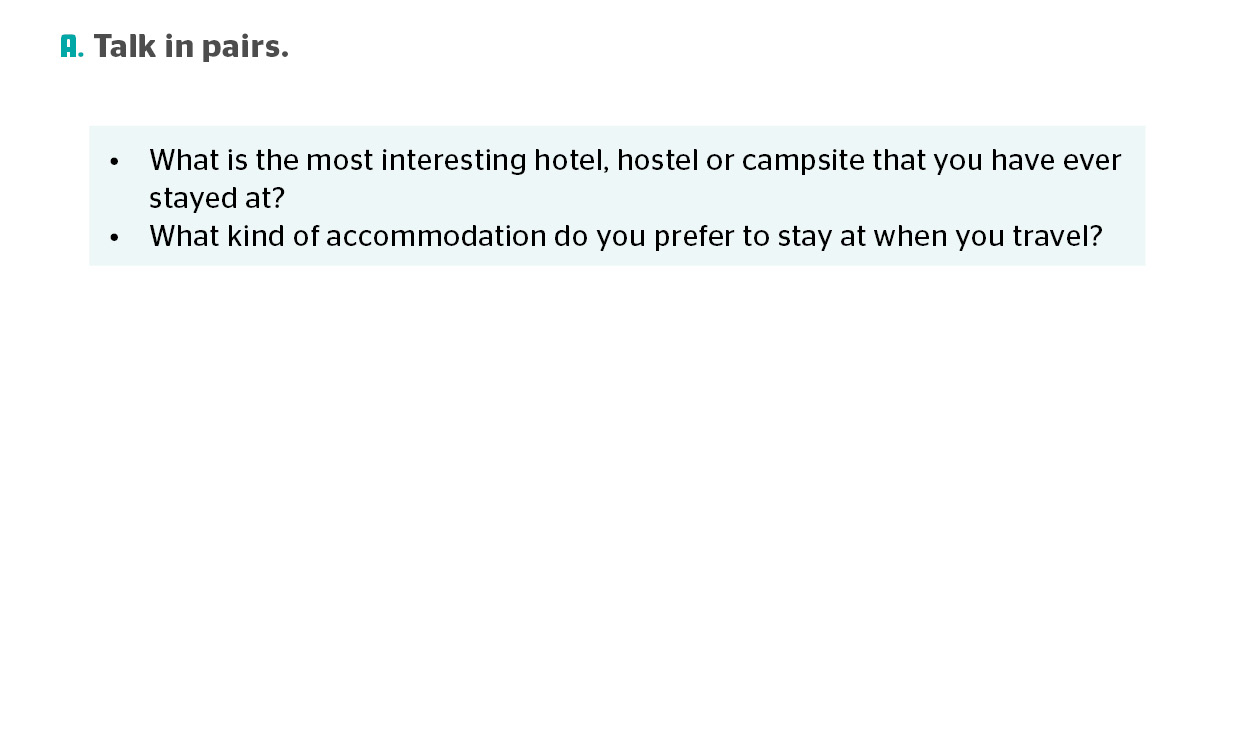 A. Talk in pairs.
• What is the most interesting hotel, hostel or campsite that you have ever
stayed at?
• What kind of accommodation do you prefer to stay at when you travel?